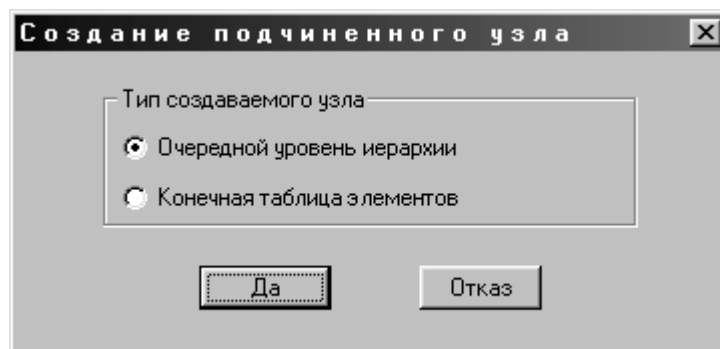 Создание подчиненного узла
Тип создаваемого узла
Очередной уровень иерархии
Конечная таблица элементов
Да Отказ